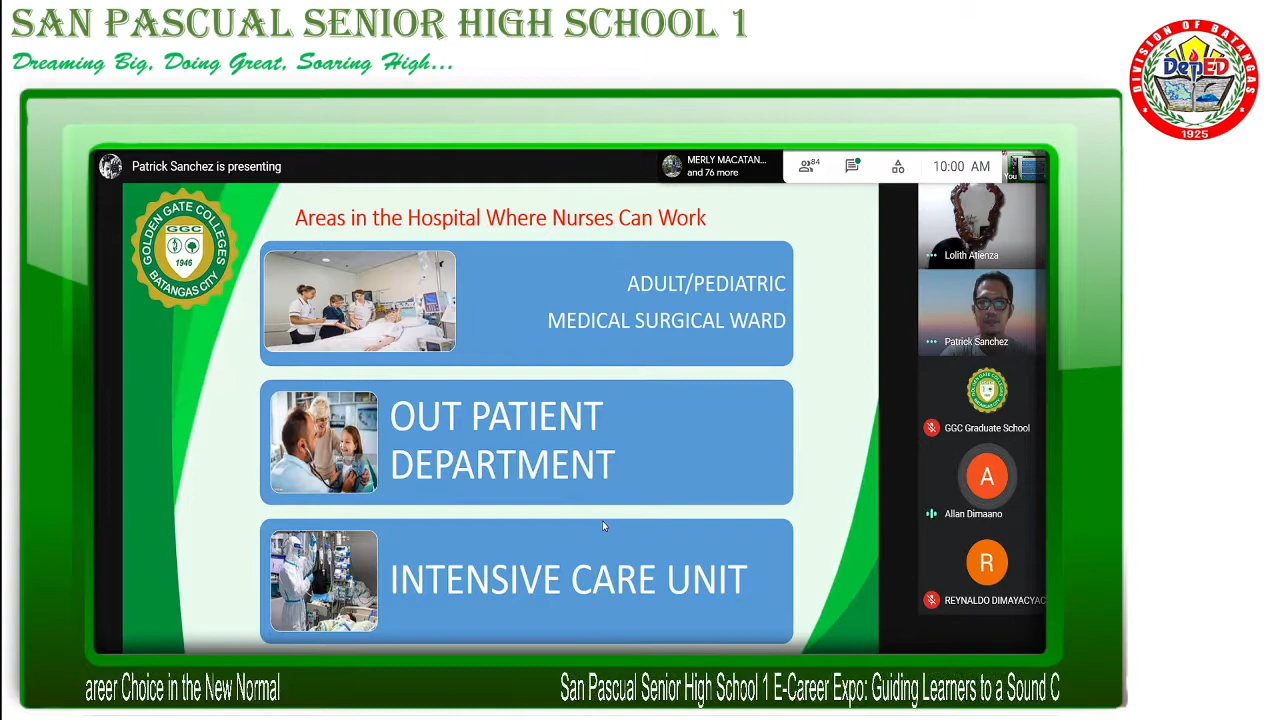 SAN PASCUAL SENIOR HIGH SCHOOL 1
Dreaming Big, Doing Great, Soaring High...
DIVISION OF BATANGAS
DepED
1925
Patrick Sanchez is presenting
MERLY MACATAN...
and 76 more
84
10:00 AM
You
GOLDEN GATE COLLEGES
GGC
1946
BATANGAS CITY
Areas in the Hospital Where Nurses Can Work
ADULT/PEDIATRIC
MEDICAL SURGICAL WARD
OUT PATIENT
DEPARTMENT
INTENSIVE CARE UNIT
Lolith Atienza
Patrick Sanchez
GGC Graduate School
A
Allan Dimaano
R
REYNALDO DIMAYACYAC
areer Choice in the New Normal
San Pascual Senior High School 1 E-Career Expo: Guiding Learners to a Sound C